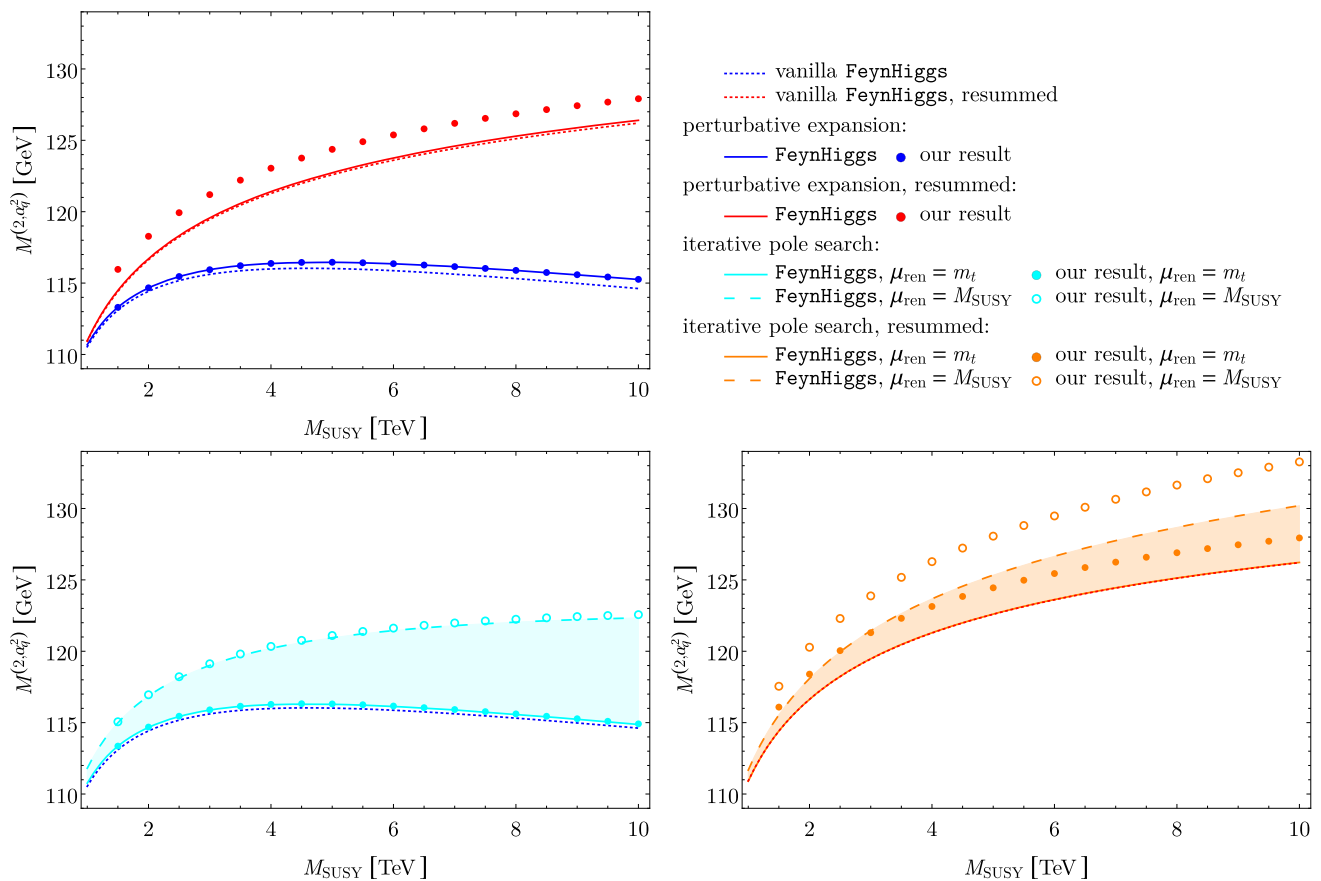 130
125
120
115
110
M^(2,α_q^2) [GeV]
2 4 6 8 10
M_SUSY [TeV]
vanilla FeynHiggs
vanilla FeynHiggs, resummed
perturbative expansion:
FeynHiggs our result
perturbative expansion, resummed:
FeynHiggs our result
iterative pole search:
FeynHiggs, μ_ren = m_t our result, μ_ren = m_t
FeynHiggs, μ_ren = M_SUSY our result, μ_ren = M_SUSY
iterative pole search, resummed:
FeynHiggs, μ_ren = m_t our result, μ_ren = m_t
FeynHiggs, μ_ren = M_SUSY our result, μ_ren = M_SUSY
130
125
120
115
110
M^(2,α_q^2) [GeV]
2 4 6 8 10
M_SUSY [TeV]
130
125
120
115
110
M^(2,α_q^2) [GeV]
2 4 6 8 10
M_SUSY [TeV]